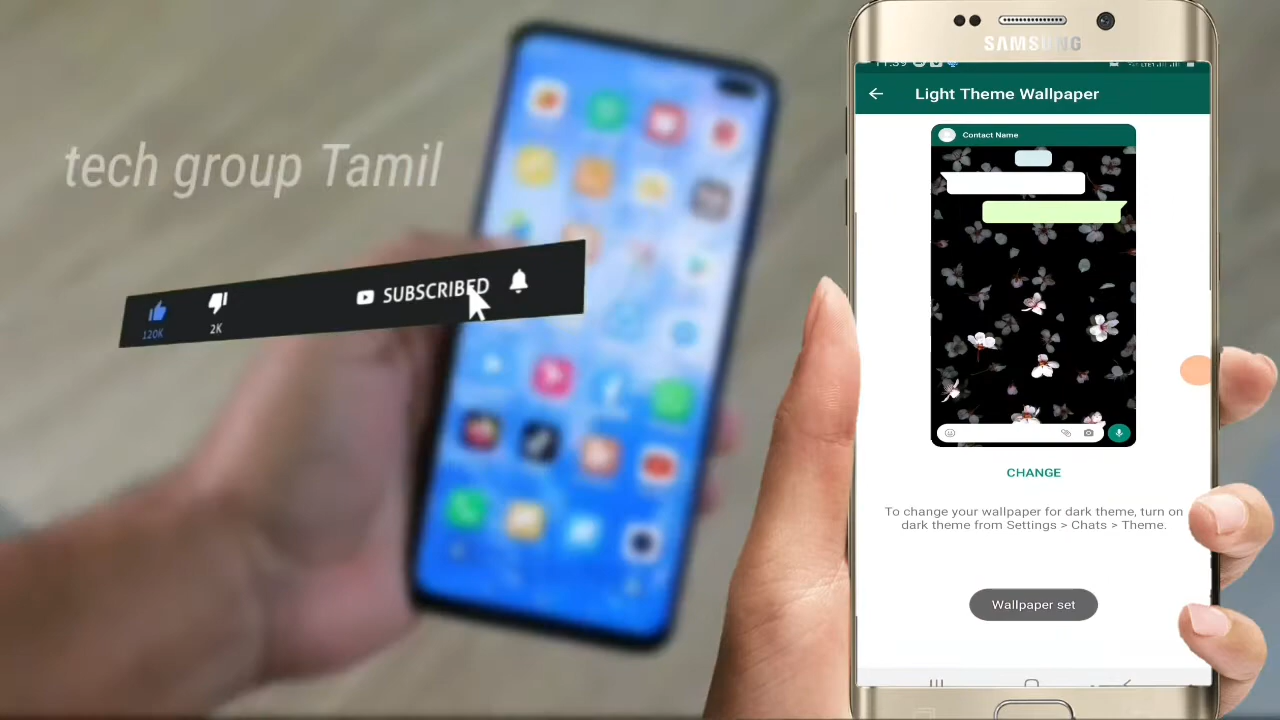 tech group Tamil
120K
2K
SUBSCRIBED
SAMSUNG
Light Theme Wallpaper
Contact Name
CHANGE
To change your wallpaper for dark theme, turn on
dark theme from Settings > Chats > Theme.
Wallpaper set